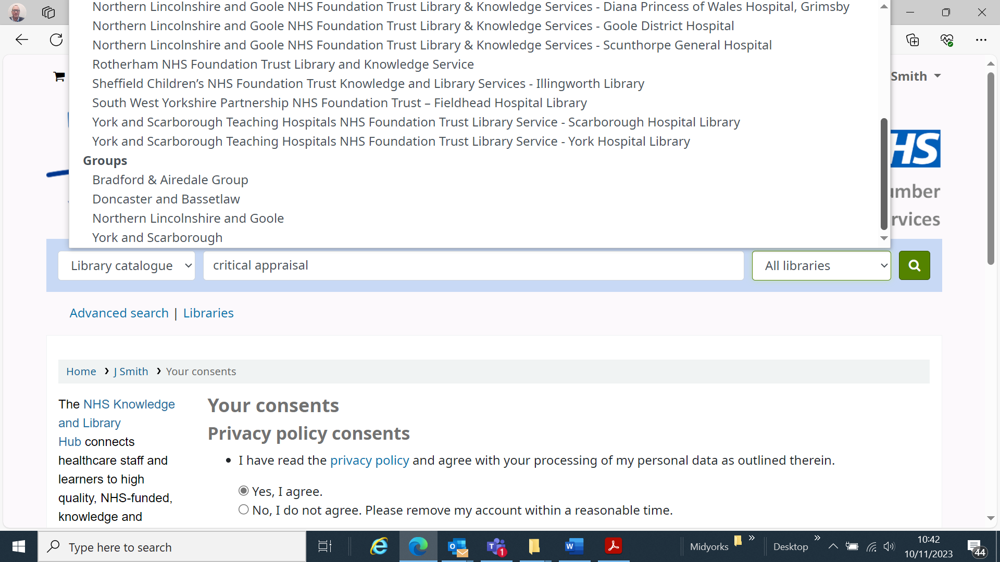 Northern Lincolnshire and Goole NHS Foundation Trust Library & Knowledge Services - Diana Princess of Wales Hospital, Grimsby
Northern Lincolnshire and Goole NHS Foundation Trust Library & Knowledge Services - Goole District Hospital
Northern Lincolnshire and Goole NHS Foundation Trust Library & Knowledge Services - Scunthorpe General Hospital
Rotherham NHS Foundation Trust Library and Knowledge Service
Smith
Sheffield Children’s NHS Foundation Trust Knowledge and Library Services - Illingworth Library
South West Yorkshire Partnership NHS Foundation Trust – Fieldhead Hospital Library
York and Scarborough Teaching Hospitals NHS Foundation Trust Library Service - Scarborough Hospital Library
York and Scarborough Teaching Hospitals NHS Foundation Trust Library Service - York Hospital Library
HS
Groups
Bradford & Airedale Group
umber
Doncaster and Bassetlaw
Northern Lincolnshire and Goole
rvices
York and Scarborough
Library catalogue critical appraisal All libraries
Advanced search | Libraries
Home › J Smith › Your consents
The NHS Knowledge
and Library
Hub connects
healthcare staff and
learners to high
quality, NHS-funded,
knowledge and
Your consents
Privacy policy consents
• I have read the privacy policy and agree with your processing of my personal data as outlined therein.
Yes, I agree.
No, I do not agree. Please remove my account within a reasonable time.
Type here to search
1
Midyorks »
Desktop »
10:42
10/11/2023
44